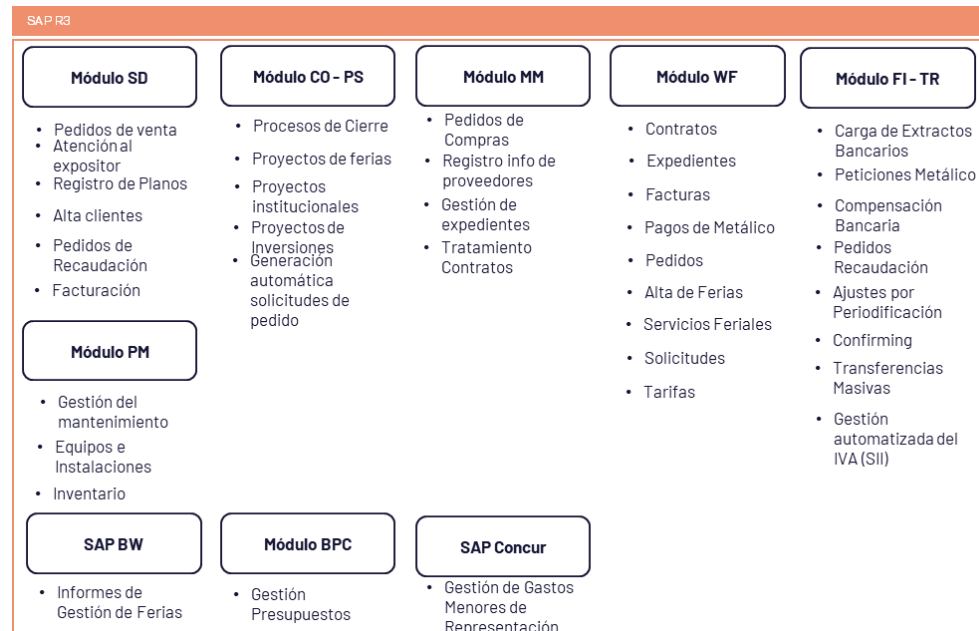 SAP R3
Módulo SD
• Pedidos de venta
• Atención al
expositor
• Registro de Planos
• Alta clientes
• Pedidos de
Recaudación
• Facturación
Módulo CO - PS
• Procesos de Cierre
• Proyectos de ferias
• Proyectos
institucionales
• Proyectos de
Inversiones
• Generación
automática
solicitudes de
pedido
Módulo MM
• Pedidos de
Compras
• Registro info de
proveedores
• Gestión de
expedientes
• Tratamiento
Contratos
Módulo WF
• Contratos
• Expedientes
• Facturas
• Pagos de Metálico
• Pedidos
• Alta de Ferias
• Servicios Feriales
• Solicitudes
• Tarifas
Módulo FI - TR
• Carga de Extractos
Bancarios
• Peticiones Metálico
• Compensación
Bancaria
• Pedidos
Recaudación
• Ajustes por
Periodificación
• Confirming
• Transferencias
Masivas
• Gestión
automatizada del
IVA (SII)
Módulo PM
• Gestión del
mantenimiento
• Equipos e
Instalaciones
• Inventario
SAP BW
• Informes de
Gestión de Ferias
Módulo BPC
• Gestión
Presupuestos
SAP Concur
• Gestión de Gastos
Menores de
Representación